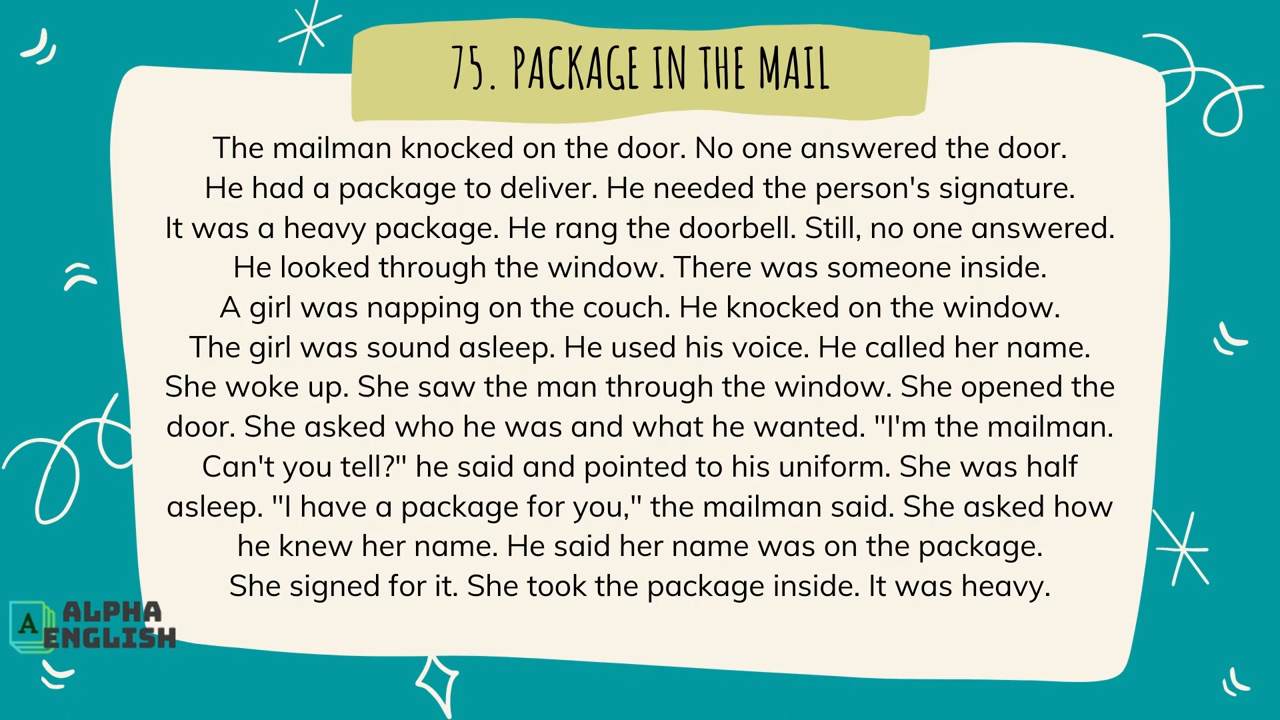 75. PACKAGE IN THE MAIL
The mailman knocked on the door. No one answered the door.
He had a package to deliver. He needed the person's signature.
It was a heavy package. He rang the doorbell. Still, no one answered.
He looked through the window. There was someone inside.
A girl was napping on the couch. He knocked on the window.
The girl was sound asleep. He used his voice. He called her name.
She woke up. She saw the man through the window. She opened the
door. She asked who he was and what he wanted. "I'm the mailman.
Can't you tell?" he said and pointed to his uniform. She was half
asleep. "I have a package for you," the mailman said. She asked how
he knew her name. He said her name was on the package.
She signed for it. She took the package inside. It was heavy.
A
ALPHA
ENGLISH